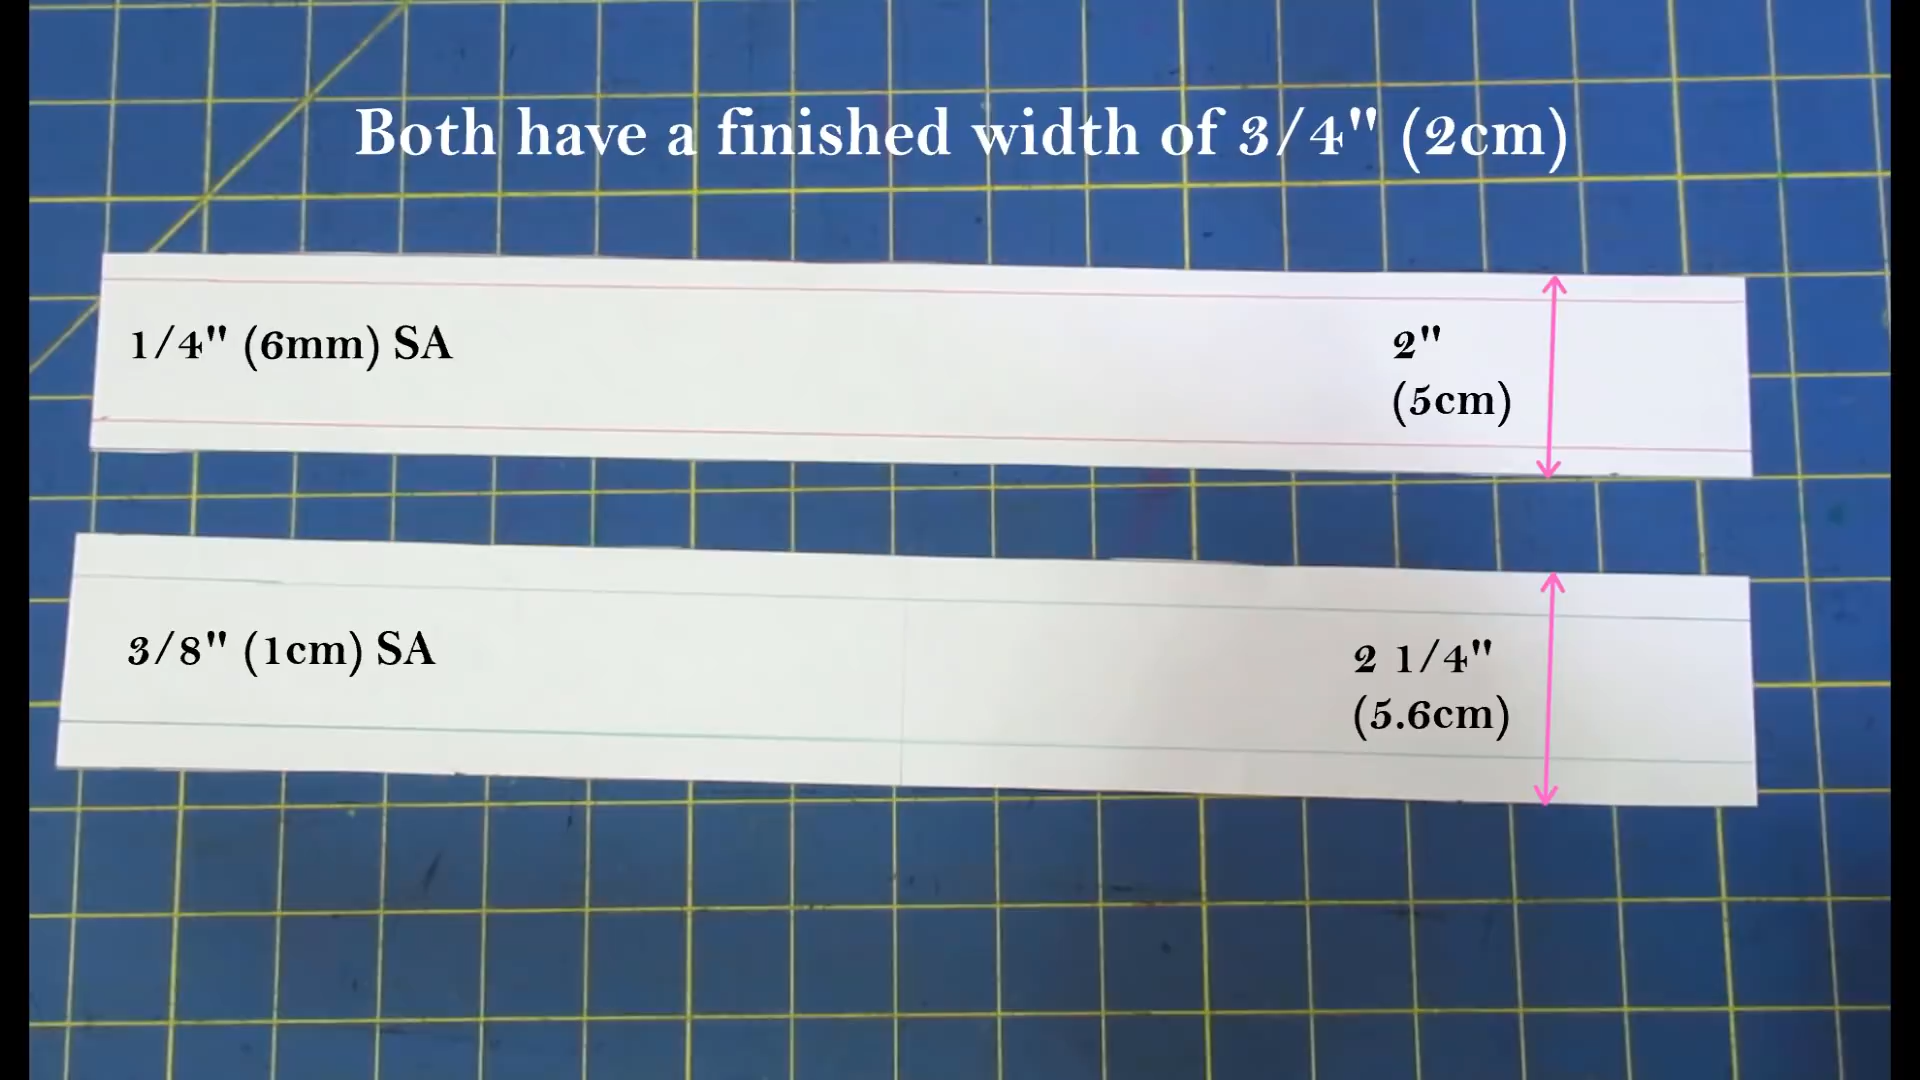 Both have a finished width of 3/4" (2cm)
1/4" (6mm) SA
2"
(5cm)
3/8" (1cm) SA
2 1/4"
(5.6cm)